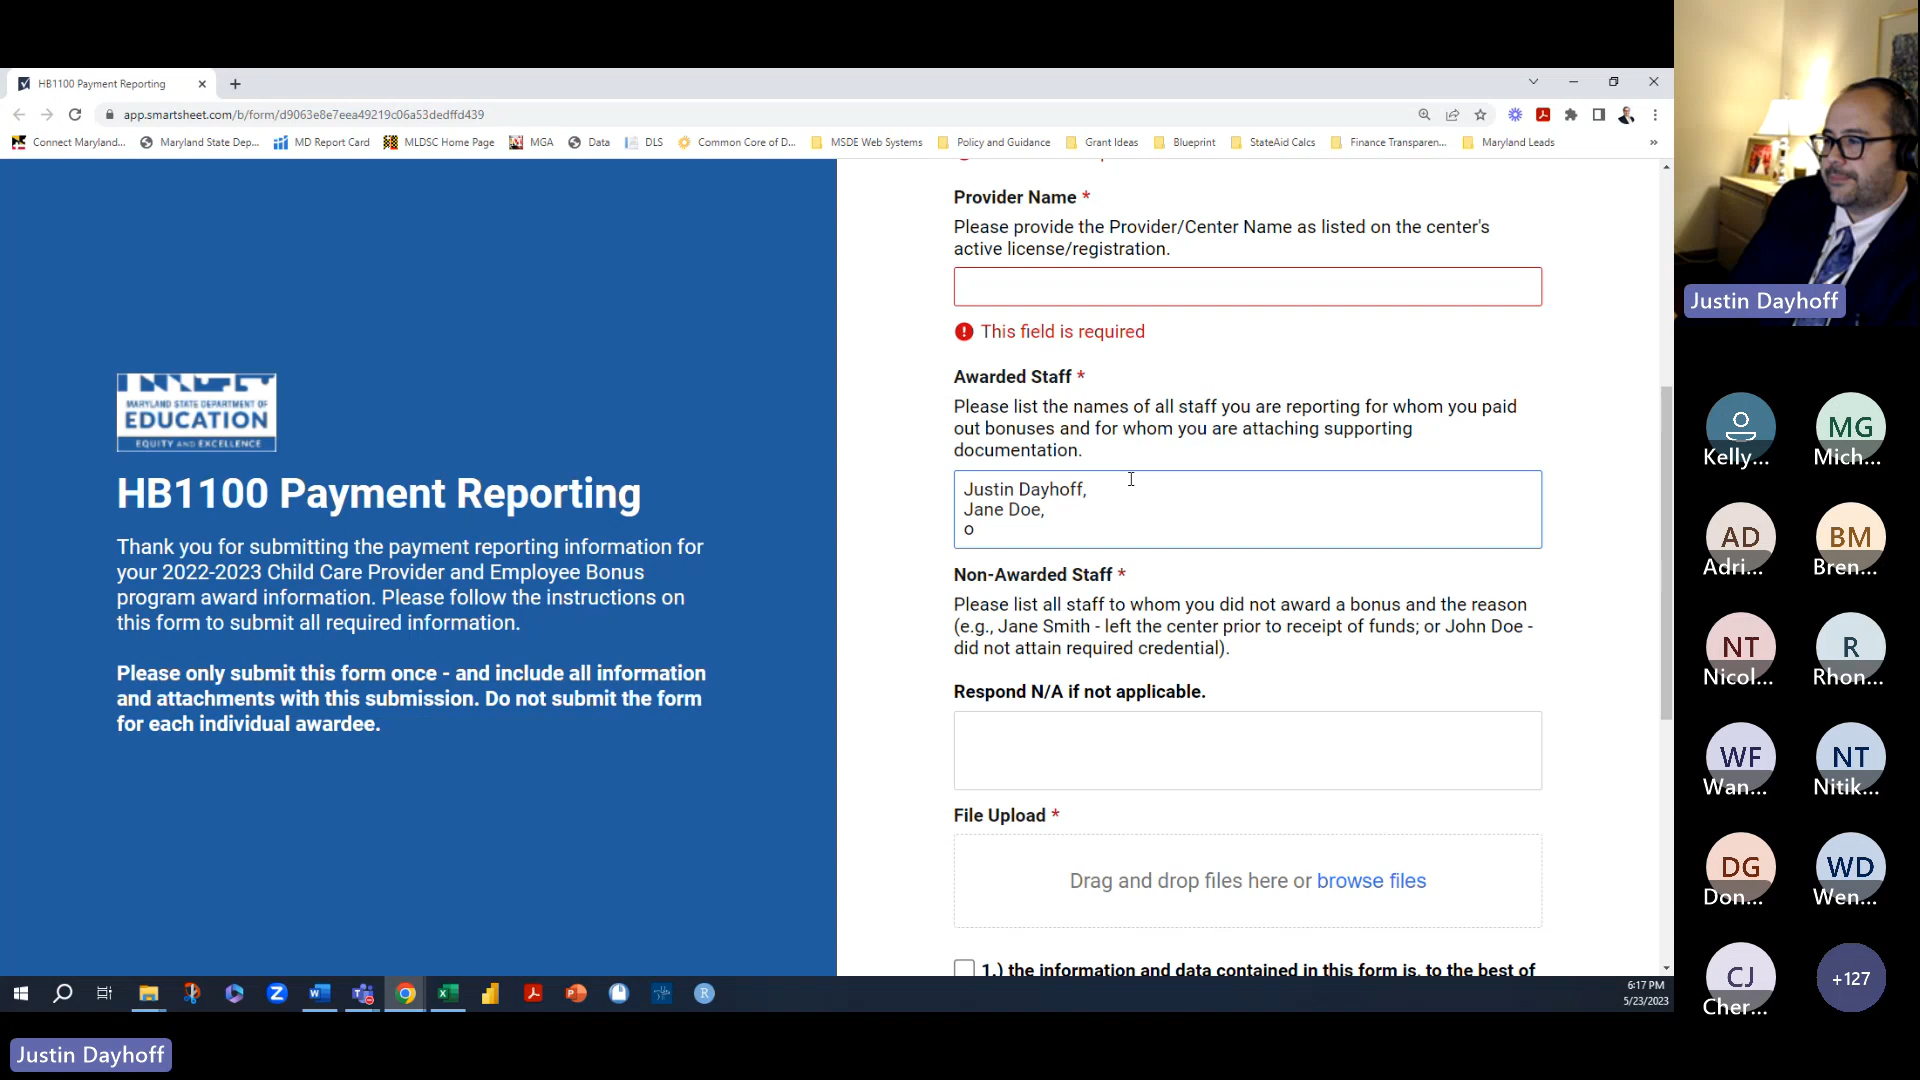 HB1100 Payment Reporting
app.smartsheet.com/b/form/d9063e8e7eea49219c06a53dedffd439
Connect Maryland...
Maryland State Dep...
MD Report Card
MLDSC Home Page
MGA
Data
DLS
Common Core of D...
MSDE Web Systems
Policy and Guidance
Grant Ideas
Blueprint
StateAid Calcs
Finance Transparen...
Maryland Leads
»
MARYLAND STATE DEPARTMENT OF
EDUCATION
EQUITY AND EXCELLENCE
HB1100 Payment Reporting
Thank you for submitting the payment reporting information for
your 2022-2023 Child Care Provider and Employee Bonus
program award information. Please follow the instructions on
this form to submit all required information.
Please only submit this form once - and include all information
and attachments with this submission. Do not submit the form
for each individual awardee.
Provider Name *
Please provide the Provider/Center Name as listed on the center's
active license/registration.
This field is required
Awarded Staff *
Please list the names of all staff you are reporting for whom you paid
out bonuses and for whom you are attaching supporting
documentation.
Justin Dayhoff,
Jane Doe,
o
Non-Awarded Staff *
Please list all staff to whom you did not award a bonus and the reason
(e.g., Jane Smith - left the center prior to receipt of funds; or John Doe -
did not attain required credential).
Respond N/A if not applicable.
File Upload *
Drag and drop files here or browse files
1.) the information and data contained in this form is, to the best of
6:17 PM
5/23/2023
Justin Dayhoff
Justin Dayhoff
Kelly...
MG
Mich...
AD
Adri...
BM
Bren...
NT
Nicol...
R
Rhon...
WF
Wan...
NT
Nitik...
DG
Don...
WD
Wen...
CJ
Cher...
+127